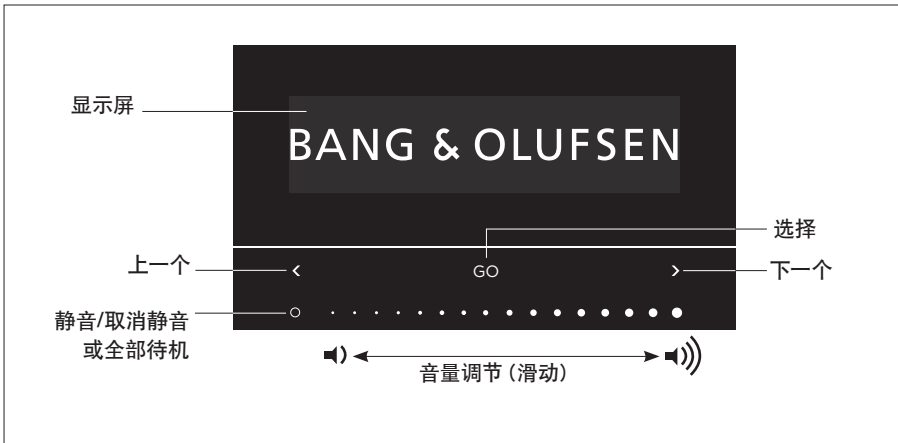 显示屏
BANG & OLUFSEN
选择
上一个
GO
下一个
静音/取消静音
或全部待机
音量调节 (滑动)